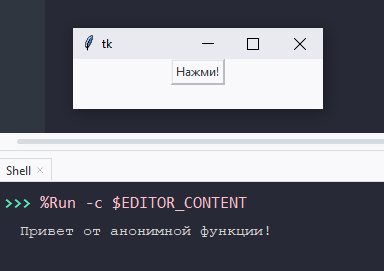 tk
Нажми!
Shell
>>> %Run -c $EDITOR_CONTENT
Привет от анонимной функции!